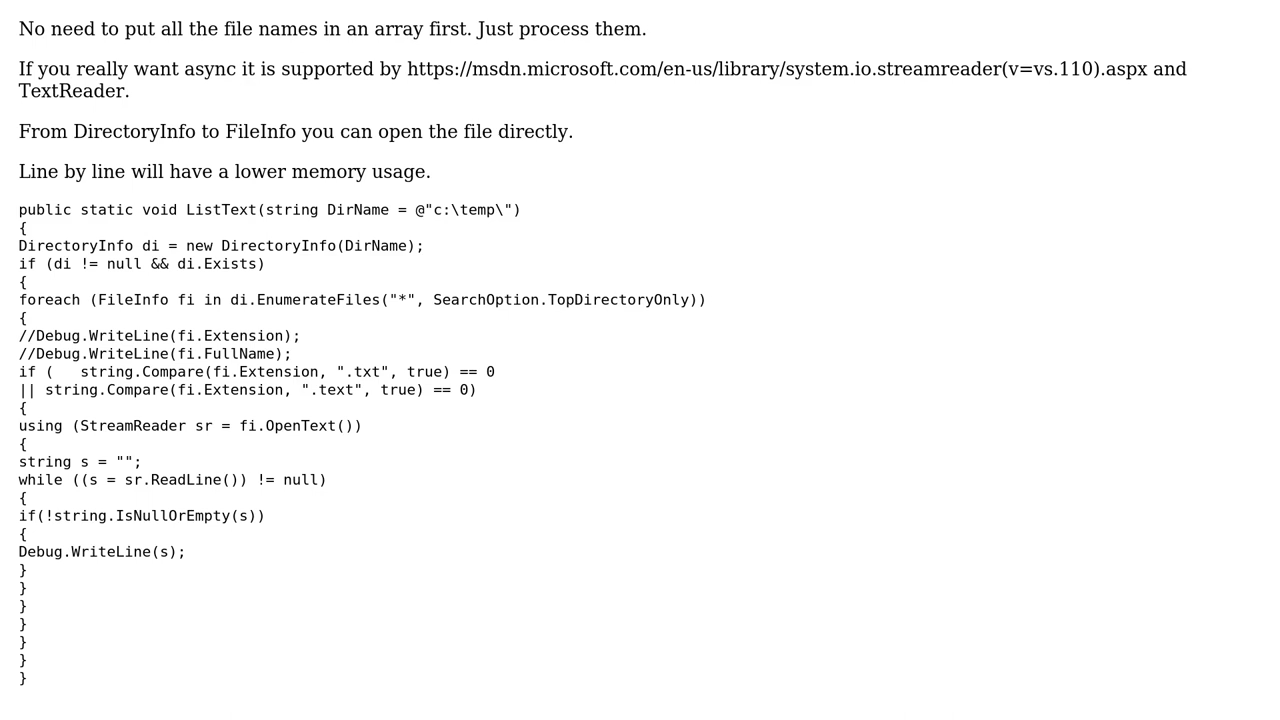 No need to put all the file names in an array first. Just process them.
If you really want async it is supported by https://msdn.microsoft.com/en-us/library/system.io.streamreader(v=vs.110).aspx and
TextReader.
From DirectoryInfo to FileInfo you can open the file directly.
Line by line will have a lower memory usage.
public static void ListText(string DirName = @"c:\temp\")
{
DirectoryInfo di = new DirectoryInfo(DirName);
if (di != null && di.Exists)
{
foreach (FileInfo fi in di.EnumerateFiles("*", SearchOption.TopDirectoryOnly))
{
//Debug.WriteLine(fi.Extension);
//Debug.WriteLine(fi.FullName);
if (   string.Compare(fi.Extension, ".txt", true) == 0
|| string.Compare(fi.Extension, ".text", true) == 0)
{
using (StreamReader sr = fi.OpenText())
{
string s = "";
while ((s = sr.ReadLine()) != null)
{
if(!string.IsNullOrEmpty(s))
{
Debug.WriteLine(s);
}
}
}
}
}
}
}